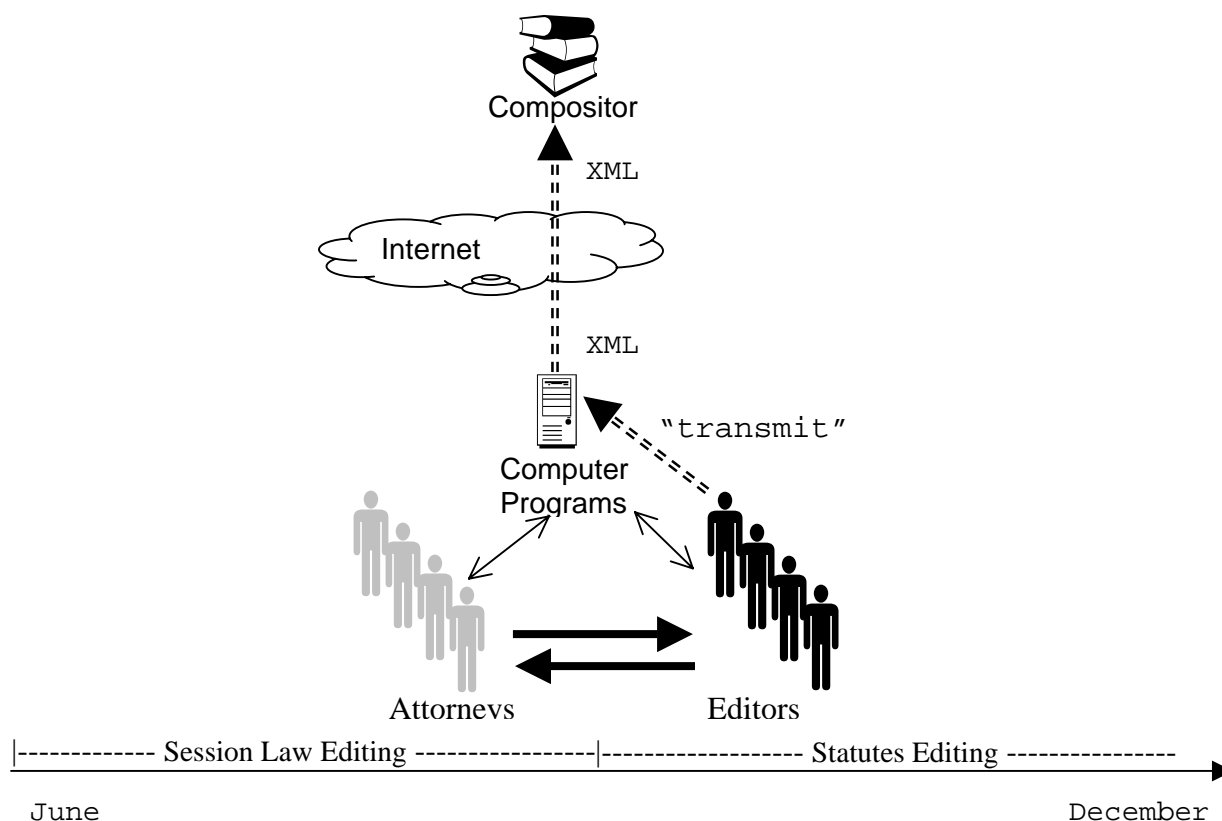 Compositor
XML
Internet
XML
“transmit”
Computer
Programs
Attorneys
Editors
|------------- Session Law Editing -----------------|------------------- Statutes Editing ----------------
June
December